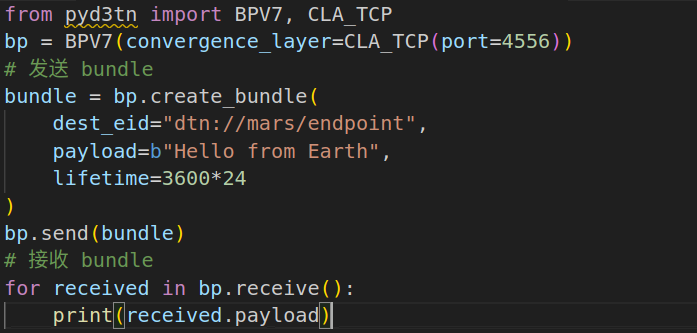 from pyd3tn import BPV7, CLA_TCP
bp = BPV7(convergence_layer=CLA_TCP(port=4556))
# 发送 bundle
bundle = bp.create_bundle(
    dest_eid="dtn://mars/endpoint",
    payload=b"Hello from Earth",
    lifetime=3600*24
)
bp.send(bundle)
# 接收 bundle
for received in bp.receive():
    print(received.payload)